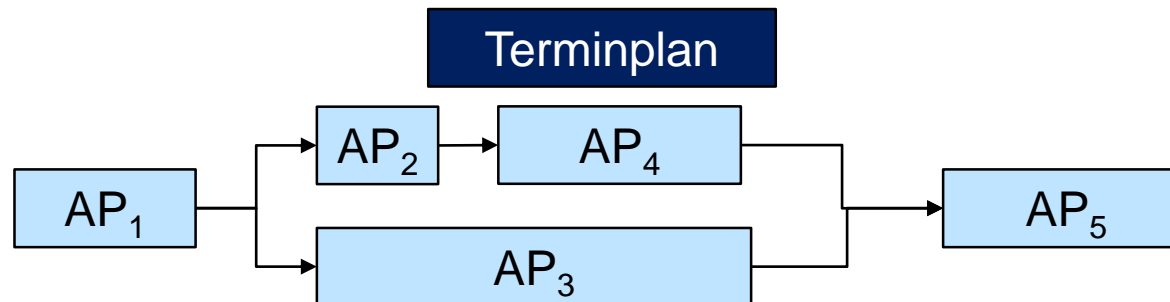 Terminplan
AP₂
AP₄
AP₁
AP₅
AP₃